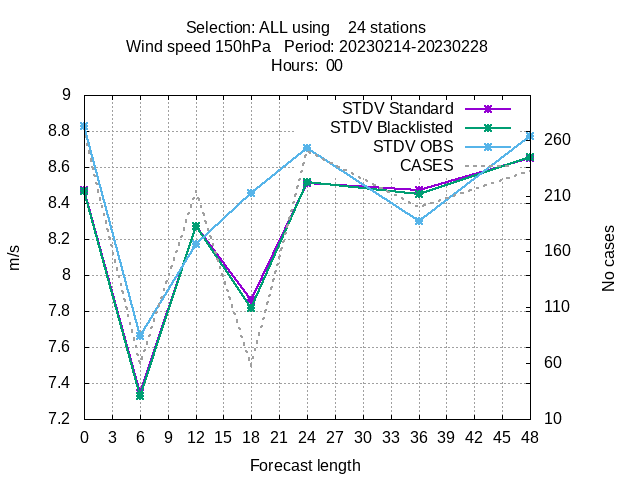 Selection: ALL using    24 stations
Wind speed 150hPa   Period: 20230214-20230228
Hours:  00
9
8.8
8.6
8.4
8.2
8
7.8
7.6
7.4
7.2
m/s
STDV Standard
STDV Blacklisted
STDV OBS
CASES
260
210
160
110
60
10
No cases
0 3 6 9 12 15 18 21 24 27 30 33 36 39 42 45 48
Forecast length